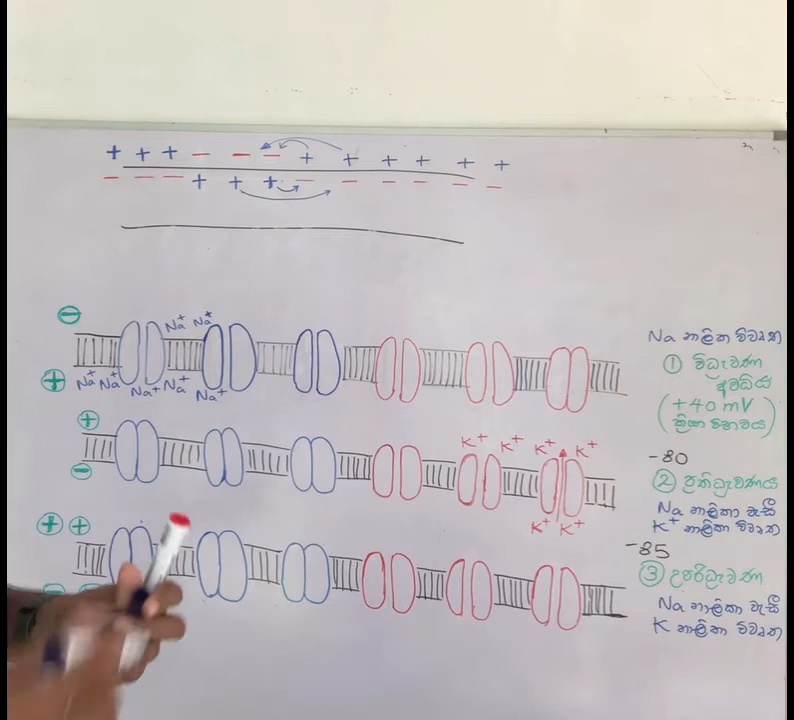 + + + − − − + + + + + +
− − − + + + − − − − − −
⊖
Na⁺ Na⁺
⊕ Na⁺ Na⁺ Na⁺ Na⁺ Na⁺
Na නාලිකා විවෘත
① විධ්‍රැවණ
අවධිය
(+40 mV
ක්‍රියා විභවය)
⊕
⊖
K⁺ K⁺ K⁺ K⁺
K⁺ K⁺
-80
② ප්‍රතිධ්‍රැවණය
Na නාලිකා වැසී
K⁺ නාලිකා විවෘත
⊕ ⊕
-85
③ උපරිධ්‍රැවණ
Na නාලිකා වැසී
K නාලිකා විවෘත